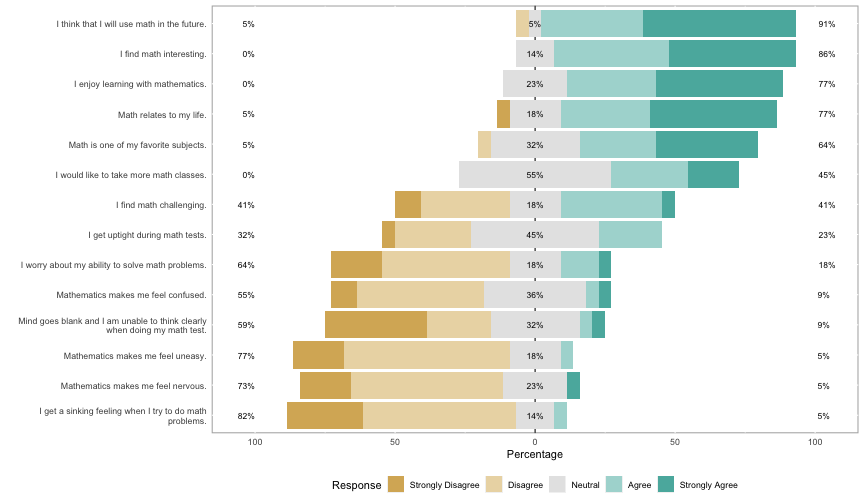 I think that I will use math in the future. 5% 5% 91%
I find math interesting. 0% 14% 86%
I enjoy learning with mathematics. 0% 23% 77%
Math relates to my life. 5% 18% 77%
Math is one of my favorite subjects. 5% 32% 64%
I would like to take more math classes. 0% 55% 45%
I find math challenging. 41% 18% 41%
I get uptight during math tests. 32% 45% 23%
I worry about my ability to solve math problems. 64% 18% 18%
Mathematics makes me feel confused. 55% 36% 9%
Mind goes blank and I am unable to think clearly
when doing my math test. 59% 32% 9%
Mathematics makes me feel uneasy. 77% 18% 5%
Mathematics makes me feel nervous. 73% 23% 5%
I get a sinking feeling when I try to do math
problems. 82% 14% 5%
100 50 0 50 100
Percentage
Response Strongly Disagree Disagree Neutral Agree Strongly Agree